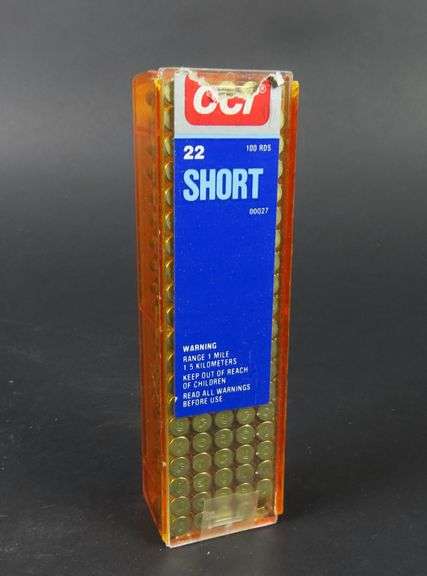 CCI®
22 100 RDS
SHORT
00027
WARNING
RANGE 1 MILE
1.5 KILOMETERS
KEEP OUT OF REACH
OF CHILDREN
READ ALL WARNINGS
BEFORE USE